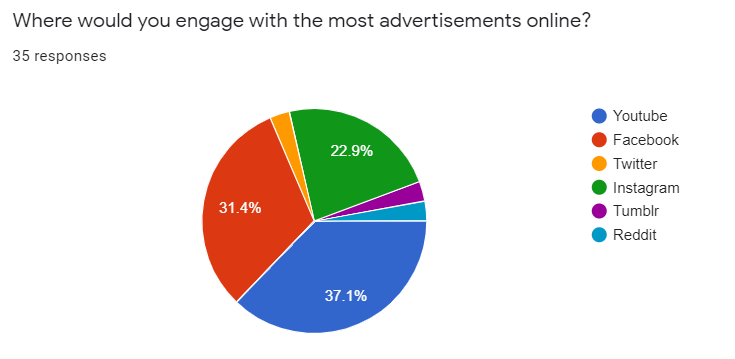 Where would you engage with the most advertisements online?
35 responses
22.9%
31.4%
37.1%
Youtube
Facebook
Twitter
Instagram
Tumblr
Reddit